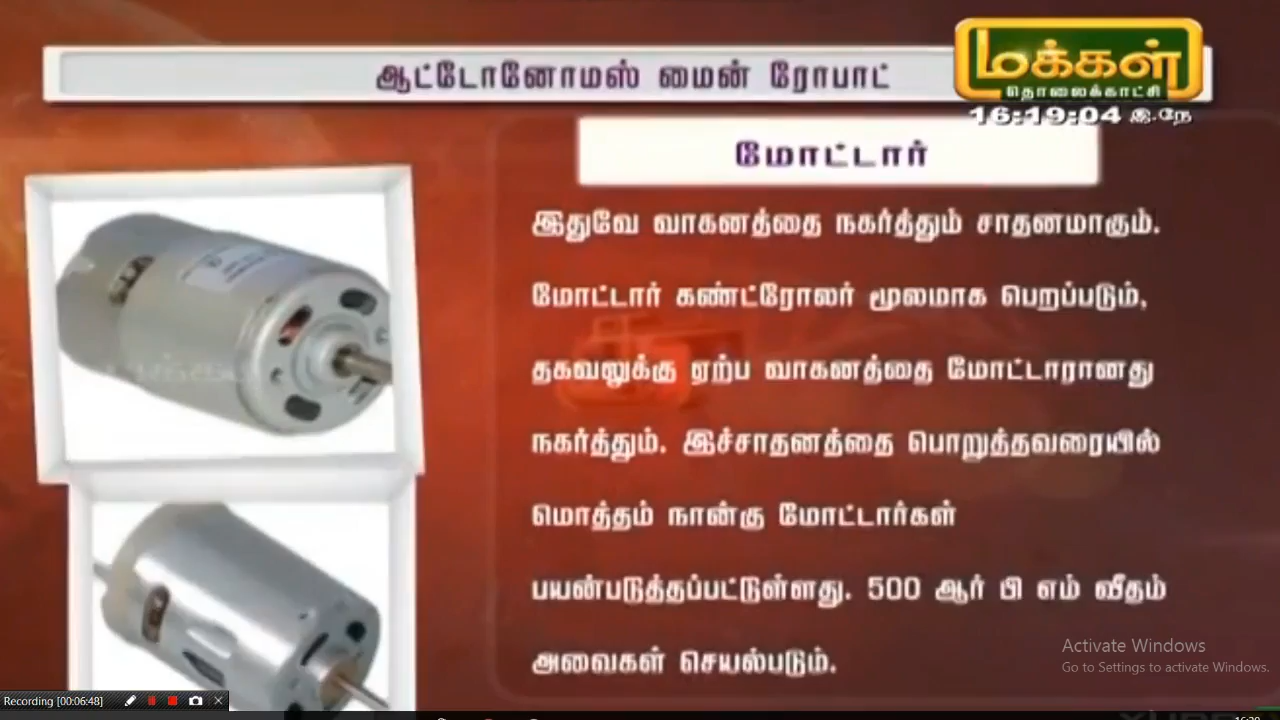 ஆட்டோனோமஸ் மைன் ரோபாட்
மக்கள்
தொலைக்காட்சி
16:19:04 இ.நே
மோட்டார்
இதுவே வாகனத்தை நகர்த்தும் சாதனமாகும்.
மோட்டார் கண்ட்ரோலர் மூலமாக பெறப்படும்,
தகவலுக்கு ஏற்ப வாகனத்தை மோட்டாரானது
நகர்த்தும். இச்சாதனத்தை பொறுத்தவரையில்
மொத்தம் நான்கு மோட்டார்கள்
பயன்படுத்தப்பட்டுள்ளது. 500 ஆர் பி எம் வீதம்
அவைகள் செயல்படும்.
Activate Windows
Go to Settings to activate Windows.
Recording [00:06:48]